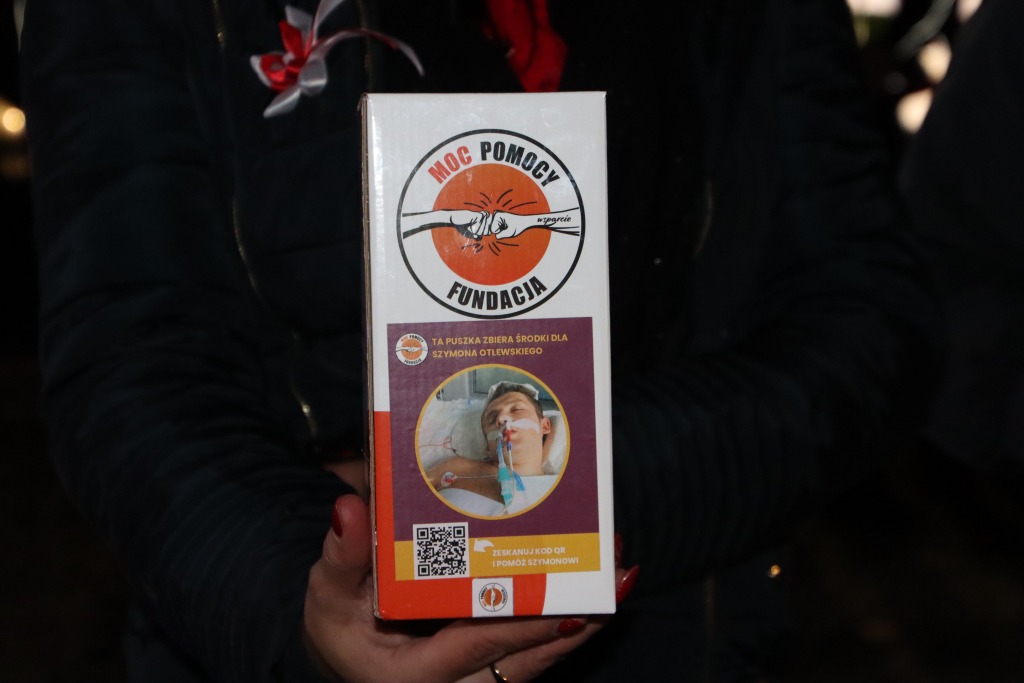 MOC POMOCY
wsparcie
FUNDACJA
TA PUSZKA ZBIERA ŚRODKI DLA
SZYMONA OTLEWSKIEGO
ZESKANUJ KOD QR
I POMÓŻ SZYMONOWI